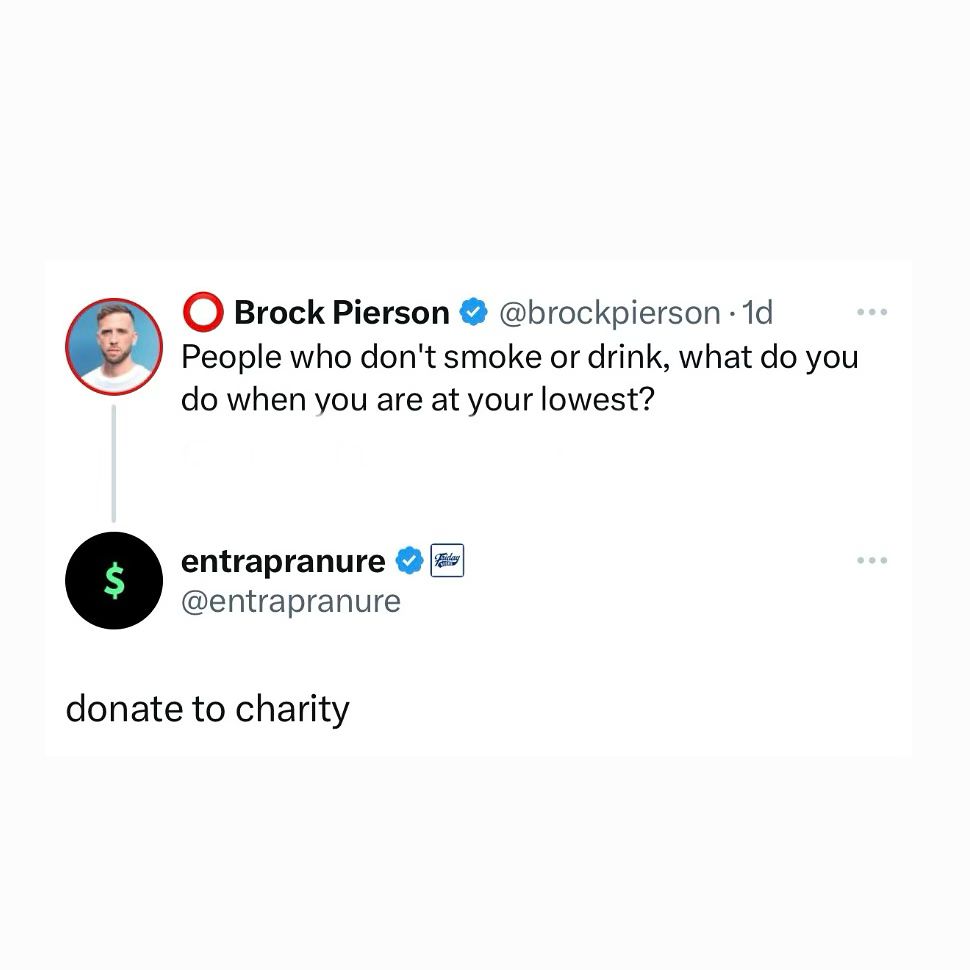 Brock Pierson @brockpierson · 1d
People who don't smoke or drink, what do you
do when you are at your lowest?
entrapranure
@entrapranure
$
Friday
donate to charity